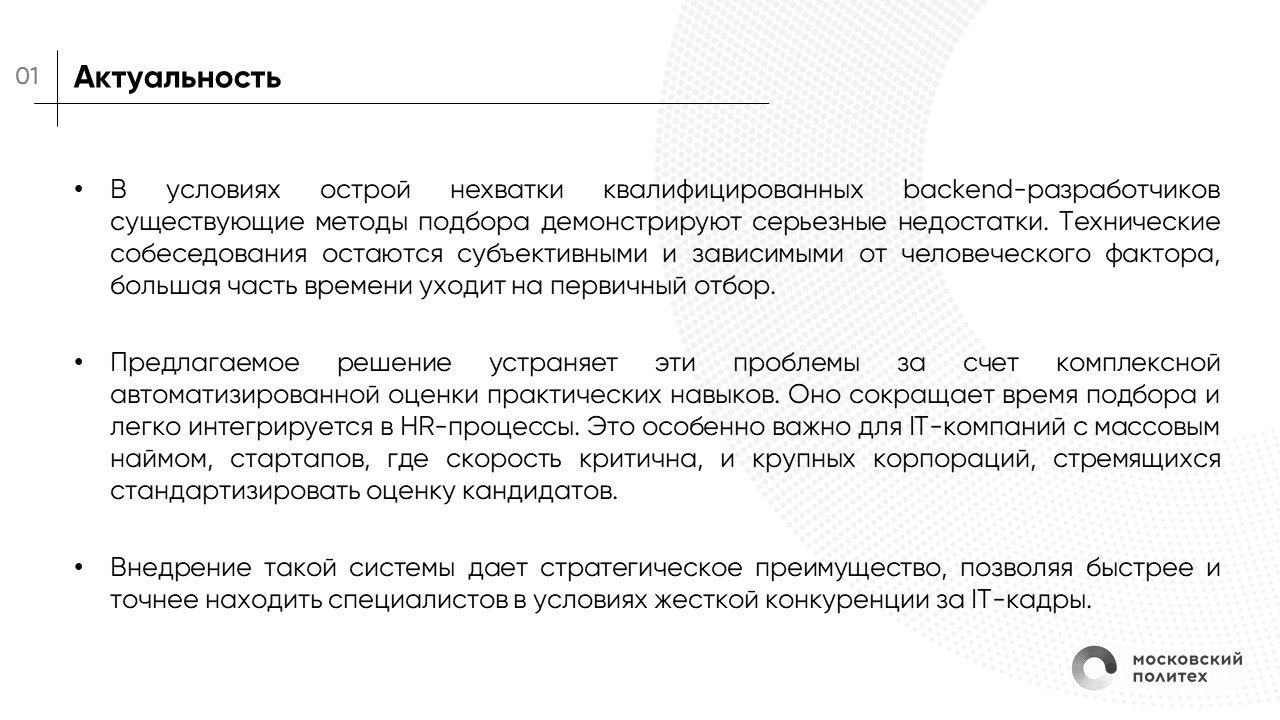 01
Актуальность
• В условиях острой нехватки квалифицированных backend-разработчиков
существующие методы подбора демонстрируют серьезные недостатки. Технические
собеседования остаются субъективными и зависимыми от человеческого фактора,
большая часть времени уходит на первичный отбор.
• Предлагаемое решение устраняет эти проблемы за счет комплексной
автоматизированной оценки практических навыков. Оно сокращает время подбора и
легко интегрируется в HR-процессы. Это особенно важно для IT-компаний с массовым
наймом, стартапов, где скорость критична, и крупных корпораций, стремящихся
стандартизировать оценку кандидатов.
• Внедрение такой системы дает стратегическое преимущество, позволяя быстрее и
точнее находить специалистов в условиях жесткой конкуренции за IT-кадры.
московский
политех